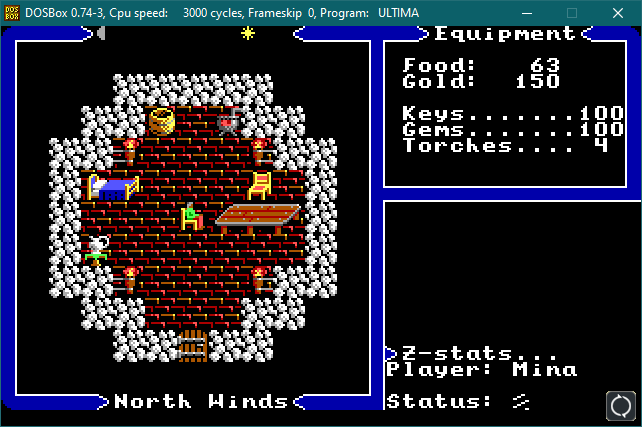 DOSBox 0.74-3, Cpu speed: 3000 cycles, Frameskip 0, Program: ULTIMA
Equipment
Food: 63
Gold: 150
Keys.......100
Gems.......100
Torches.... 4
Z-stats...
Player: Mina
Status:
North Winds